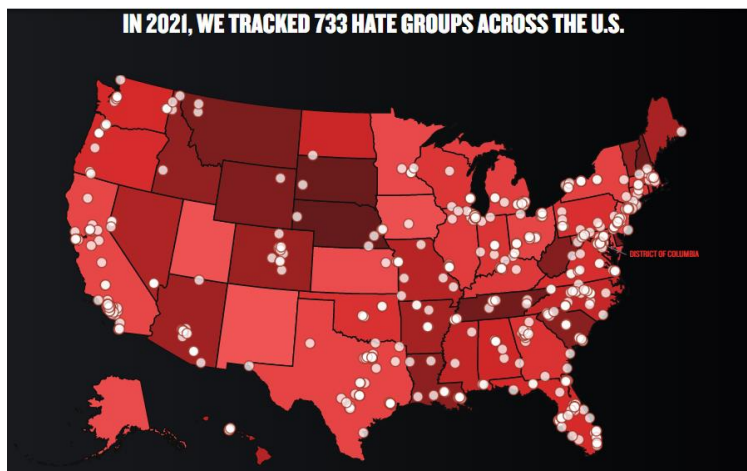 IN 2021, WE TRACKED 733 HATE GROUPS ACROSS THE U.S.
DISTRICT OF COLUMBIA